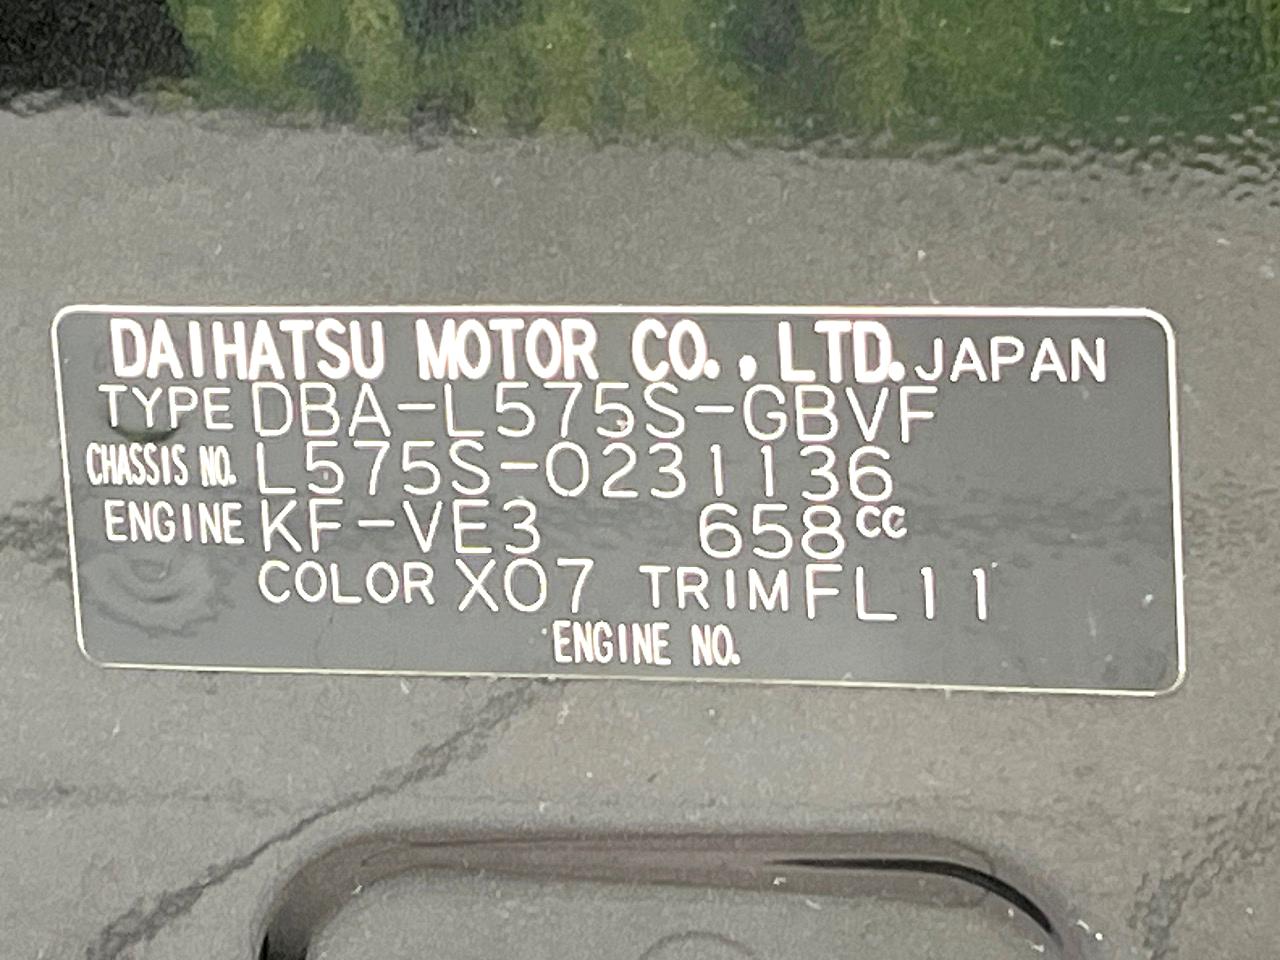 DAIHATSU MOTOR CO., LTD. JAPAN
TYPE DBA-L575S-GBVF
CHASSIS NO. L575S-0231136
ENGINE KF-VE3 658cc
COLOR X07 TRIM FL11
ENGINE NO.